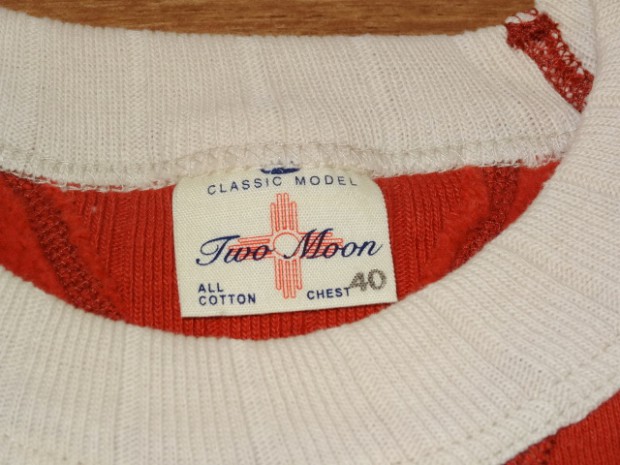 CLASSIC MODEL
Two Moon
ALL
COTTON
CHEST 40